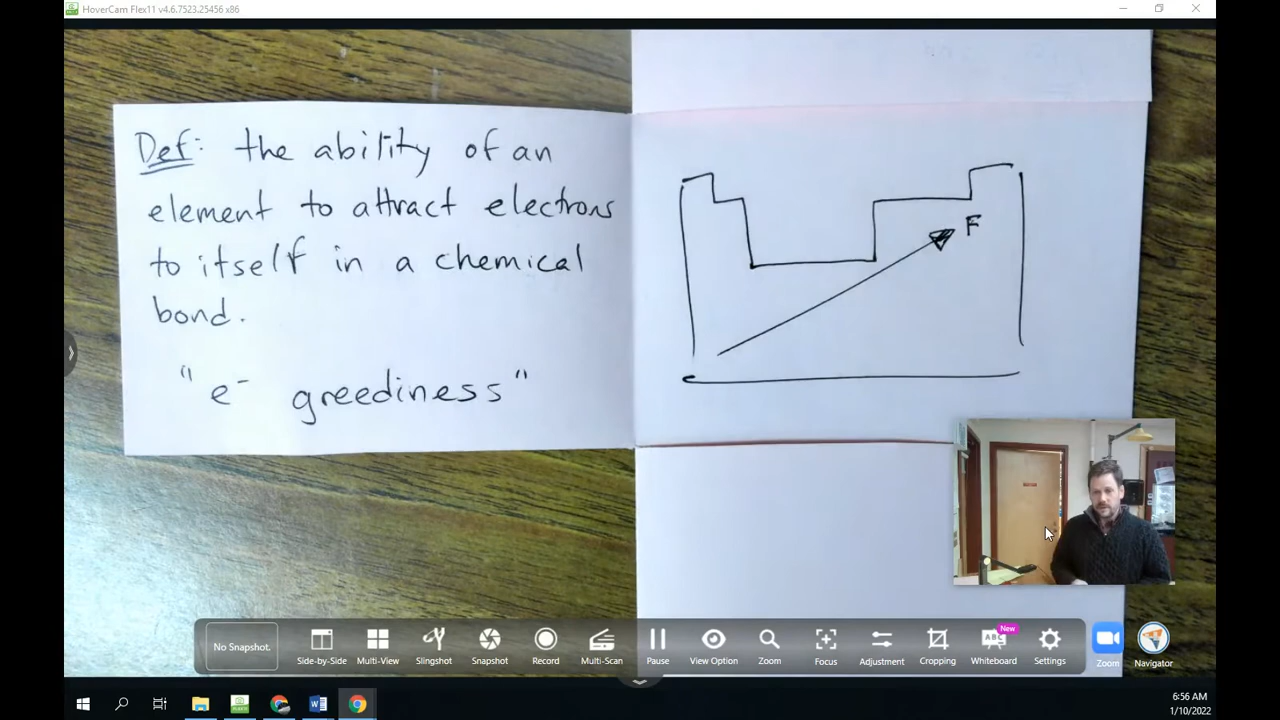 HoverCam Flex11 v4.6.7523.25456 x86
Def: the ability of an
element to attract electrons
to itself in a chemical
bond.
"e⁻ greediness"
F
No Snapshot.
Side-by-Side
Multi-View
Slingshot
Snapshot
Record
Multi-Scan
Pause
View Option
Zoom
Focus
Adjustment
Cropping
New
ABC
Whiteboard
Settings
Zoom
Navigator
6:56 AM
1/10/2022